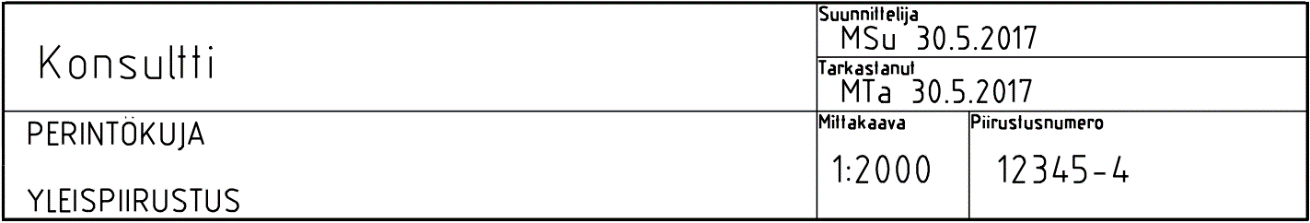 Konsultti
Suunnittelija
MSu 30.5.2017
Tarkastanut
MTa 30.5.2017
PERINTÖKUJA
YLEISPIIRUSTUS
Mittakaava
1:2000
Piirustusnumero
12345-4